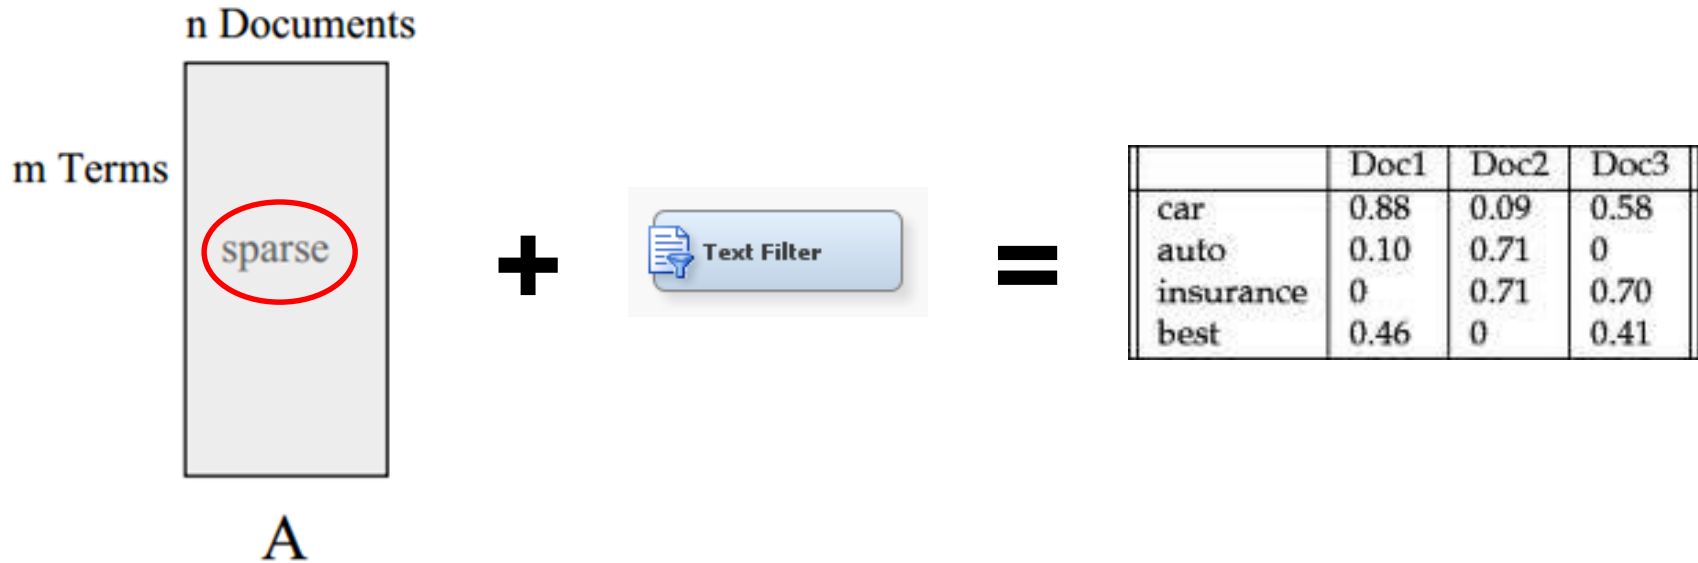 n Documents
m Terms
sparse
A
+
Text Filter
=
Doc1 Doc2 Doc3
car 0.88 0.09 0.58
auto 0.10 0.71 0
insurance 0 0.71 0.70
best 0.46 0 0.41